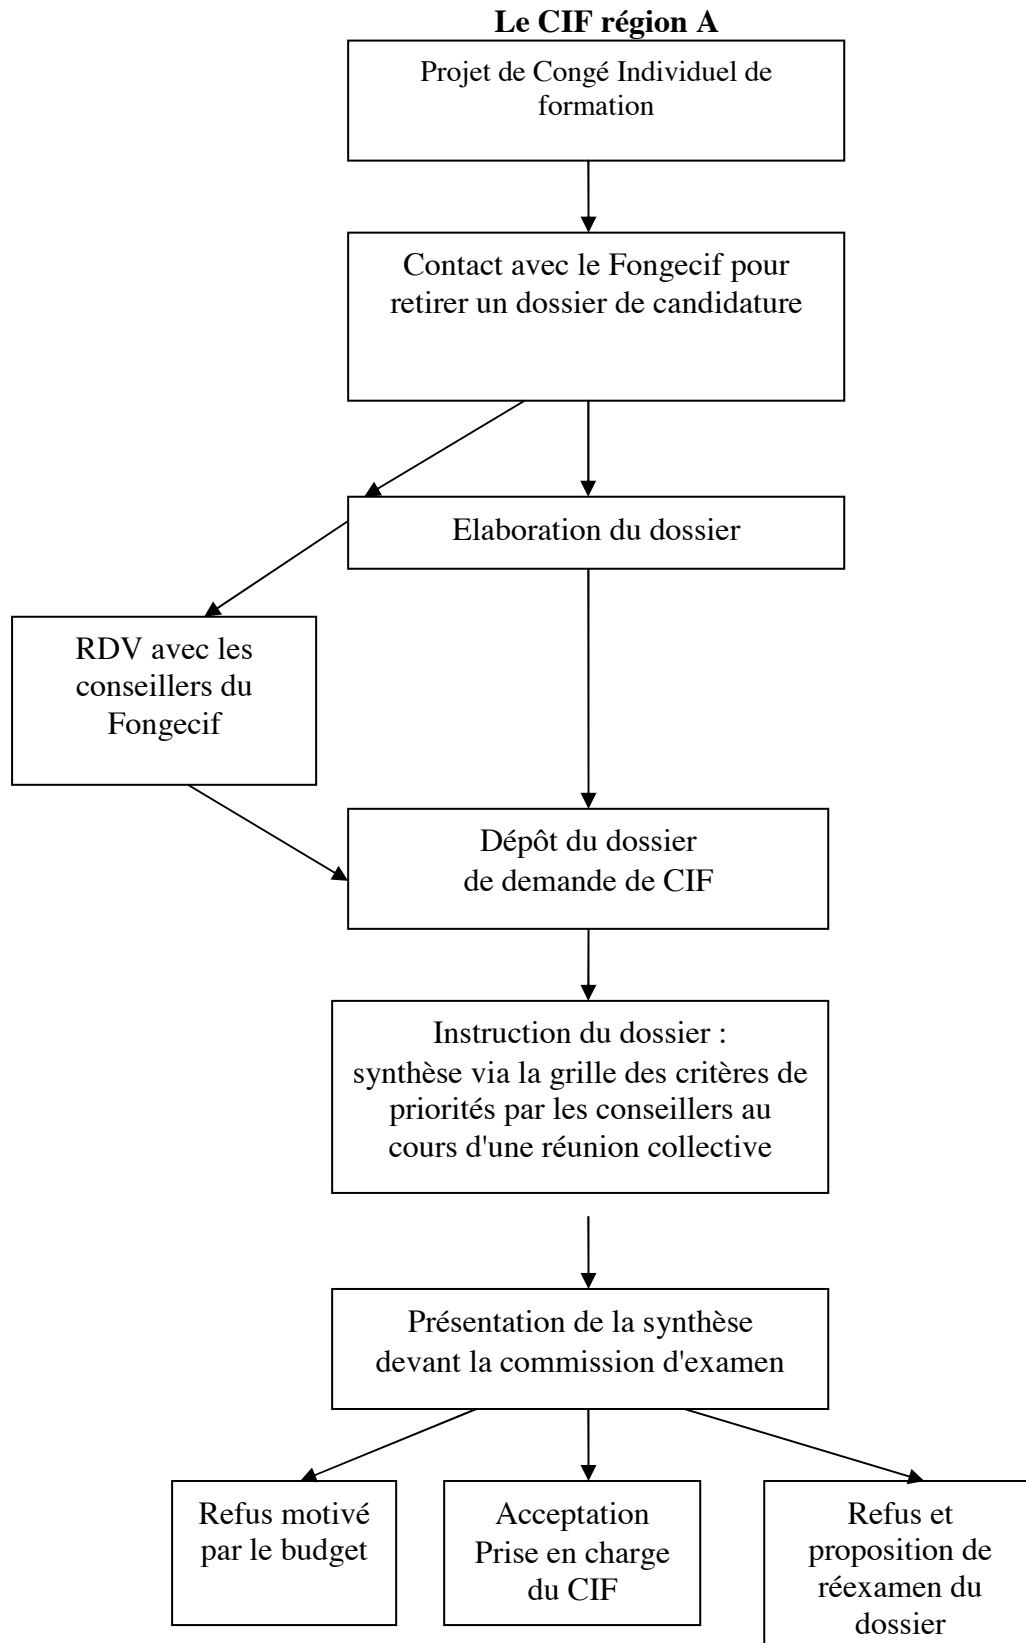 Le CIF région A
Projet de Congé Individuel de
formation
Contact avec le Fongecif pour
retirer un dossier de candidature
Elaboration du dossier
RDV avec les
conseillers du
Fongecif
Dépôt du dossier
de demande de CIF
Instruction du dossier :
synthèse via la grille des critères de
priorités par les conseillers au
cours d'une réunion collective
Présentation de la synthèse
devant la commission d'examen
Refus motivé
par le budget
Acceptation
Prise en charge
du CIF
Refus et
proposition de
réexamen du
dossier